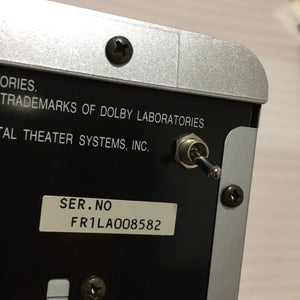 ORIES.
TRADEMARKS OF DOLBY LABORATORIES.
TAL THEATER SYSTEMS, INC.
SER.NO
FR1LA008582